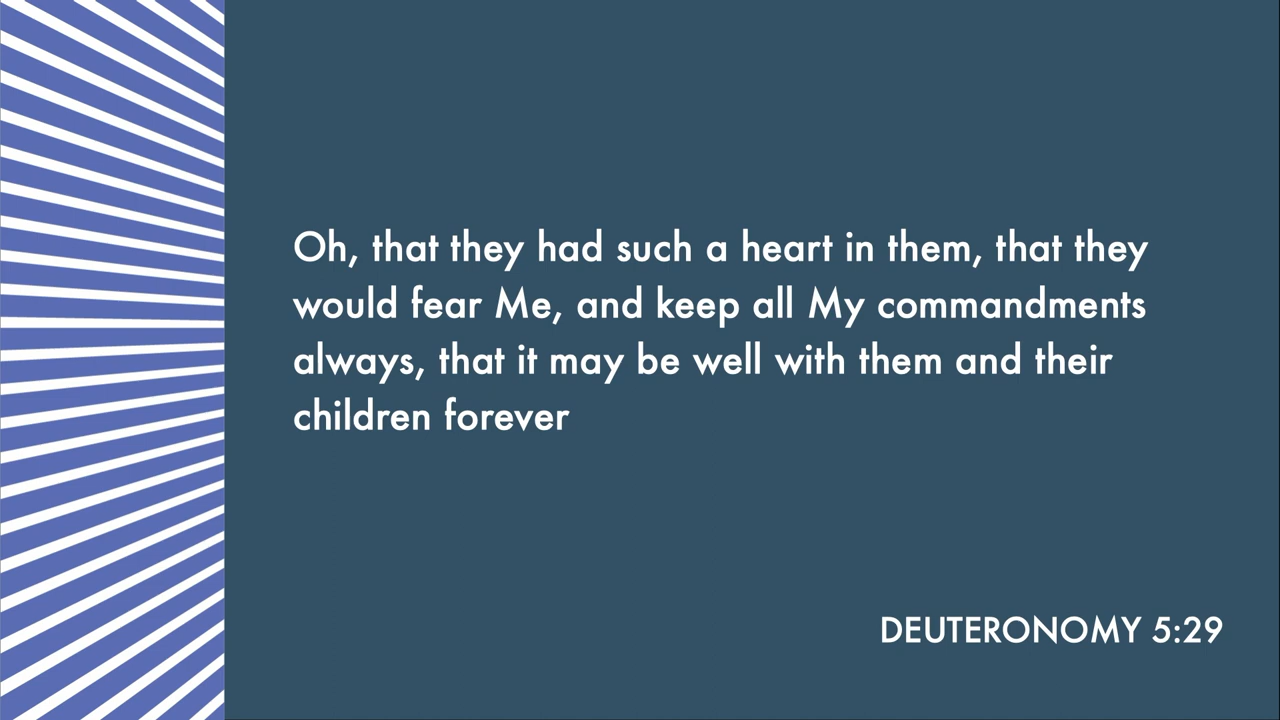 Oh, that they had such a heart in them, that they
would fear Me, and keep all My commandments
always, that it may be well with them and their
children forever
DEUTERONOMY 5:29